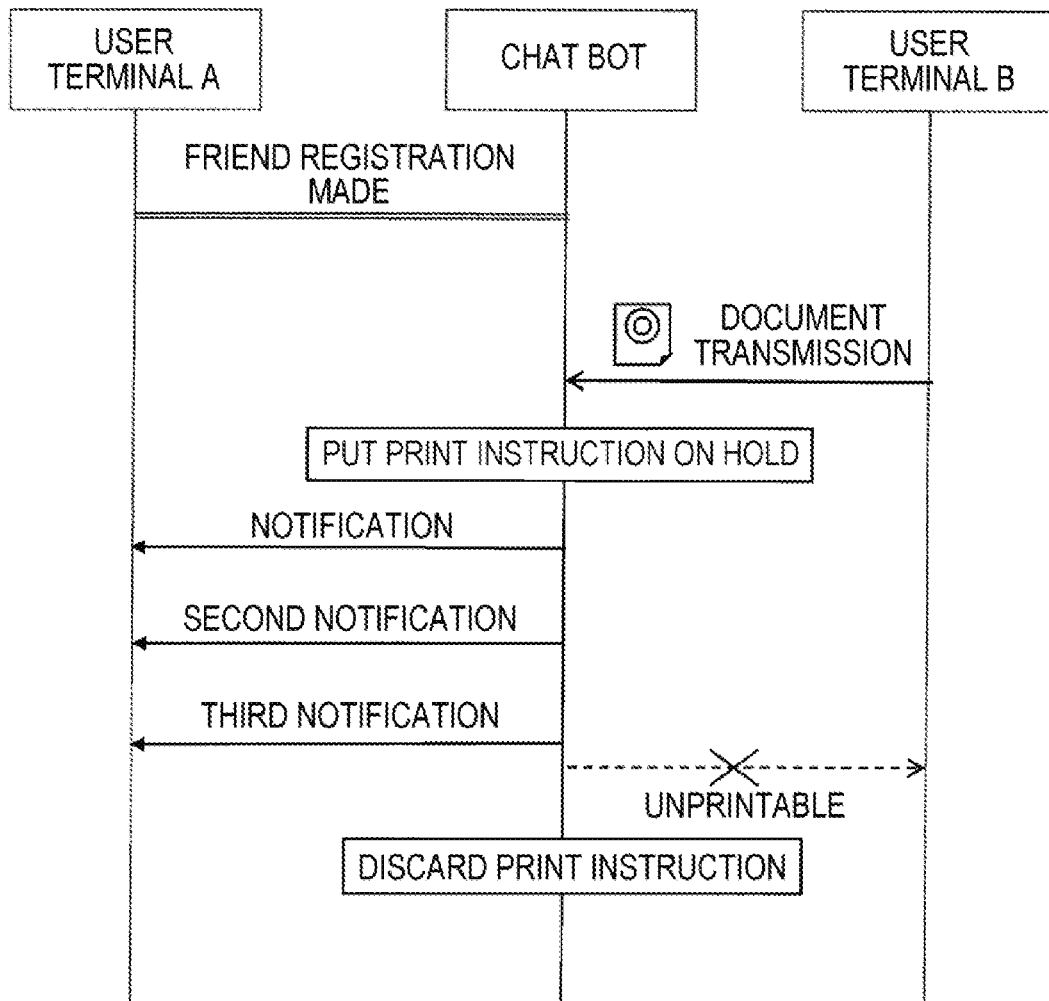 USER
TERMINAL A
CHAT BOT
USER
TERMINAL B
FRIEND REGISTRATION
MADE
DOCUMENT
TRANSMISSION
PUT PRINT INSTRUCTION ON HOLD
NOTIFICATION
SECOND NOTIFICATION
THIRD NOTIFICATION
UNPRINTABLE
DISCARD PRINT INSTRUCTION